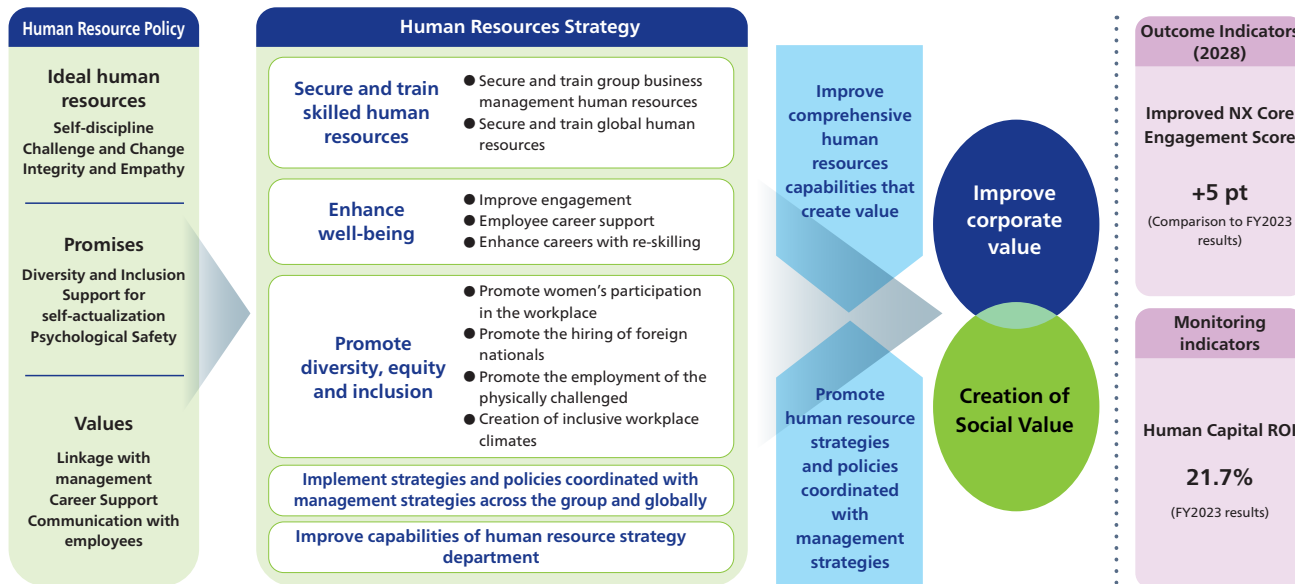 Human Resource Policy
Ideal human
resources
Self-discipline
Challenge and Change
Integrity and Empathy
Promises
Diversity and Inclusion
Support for
self-actualization
Psychological Safety
Values
Linkage with
management
Career Support
Communication with
employees
Human Resources Strategy
Secure and train
skilled human
resources
● Secure and train group business
management human resources
● Secure and train global human
resources
Enhance
well-being
● Improve engagement
● Employee career support
● Enhance careers with re-skilling
Promote
diversity, equity
and inclusion
● Promote women’s participation
in the workplace
● Promote the hiring of foreign
nationals
● Promote the employment of the
physically challenged
● Creation of inclusive workplace
climates
Implement strategies and policies coordinated with
management strategies across the group and globally
Improve capabilities of human resource strategy
department
Improve
comprehensive
human
resources
capabilities that
create value
Promote
human resource
strategies
and policies
coordinated
with
management
strategies
Improve
corporate
value
Creation of
Social Value
Outcome Indicators
(2028)
Improved NX Core
Engagement Score
+5 pt
(Comparison to FY2023
results)
Monitoring
indicators
Human Capital ROI
21.7%
(FY2023 results)